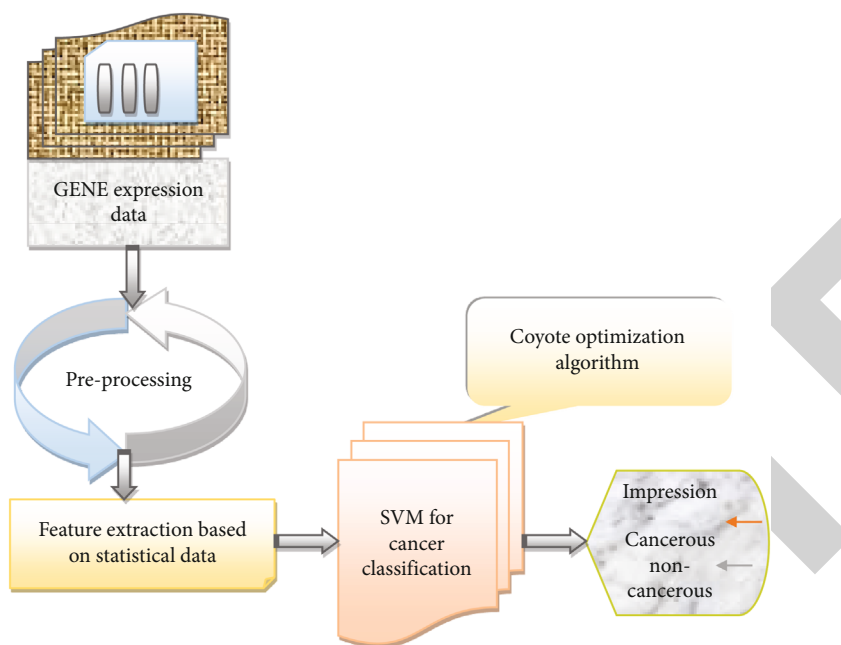 GENE expression
data
Pre-processing
Feature extraction based
on statistical data
Coyote optimization
algorithm
SVM for
cancer
classification
Impression
Cancerous
non-
cancerous